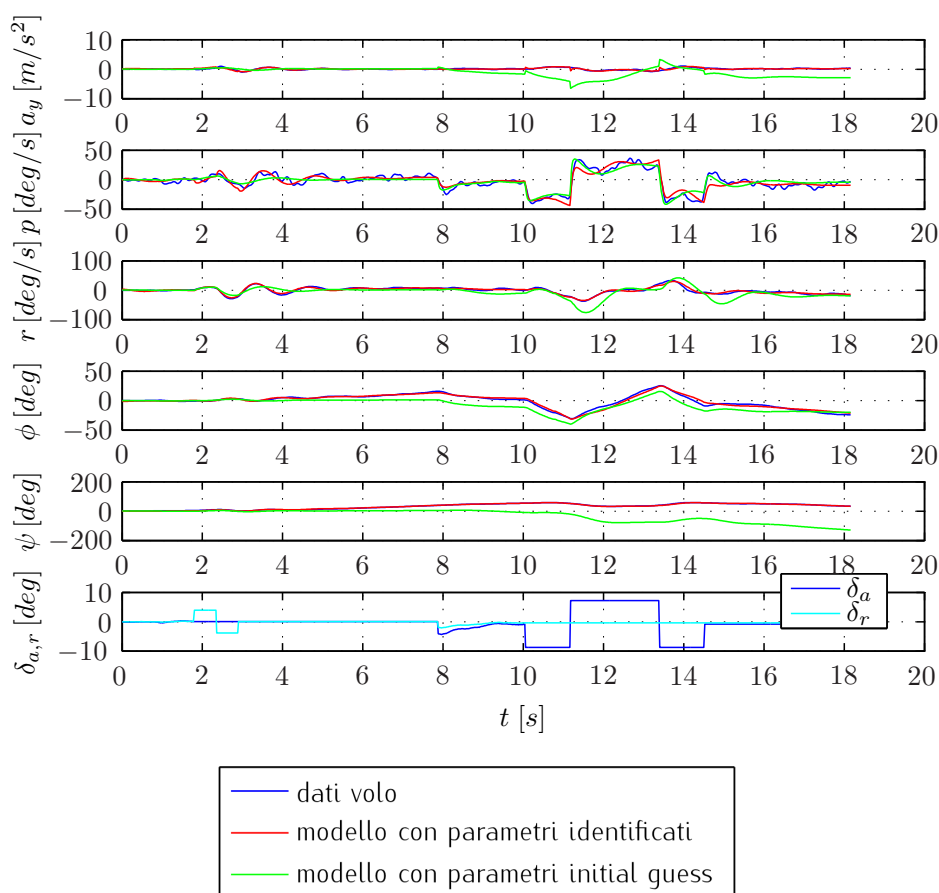 a_y [m/s^2]
10
0
−10
0 2 4 6 8 10 12 14 16 18 20
p [deg/s]
50
0
−50
0 2 4 6 8 10 12 14 16 18 20
r [deg/s]
100
0
−100
0 2 4 6 8 10 12 14 16 18 20
ϕ [deg]
50
0
−50
0 2 4 6 8 10 12 14 16 18 20
ψ [deg]
200
0
−200
0 2 4 6 8 10 12 14 16 18 20
δ_{a,r} [deg]
10
0
−10
δ_a
δ_r
0 2 4 6 8 10 12 14 16 18 20
t [s]
dati volo
modello con parametri identificati
modello con parametri initial guess